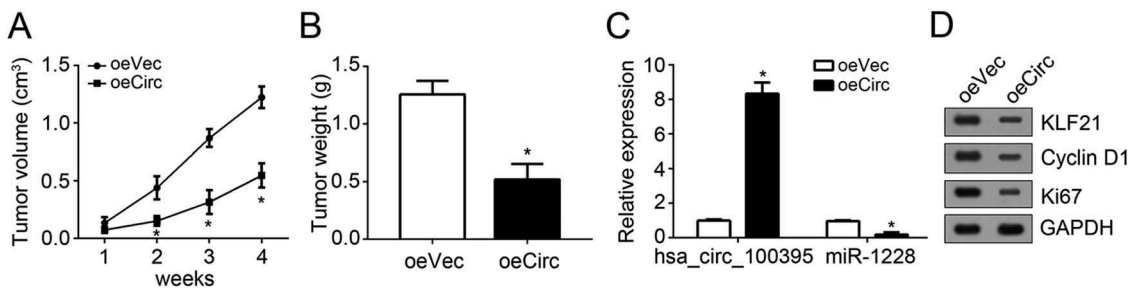 A
oeVec
oeCirc
Tumor volume (cm³)
1.5
1.0
0.5
0.0
*
*
*
1 2 3 4
weeks
B
Tumor weight (g)
1.5
1.0
0.5
0.0
*
oeVec oeCirc
C
oeVec
oeCirc
Relative expression
10
8
6
4
2
0
*
*
hsa_circ_100395 miR-1228
D
oeVec oeCirc
KLF21
Cyclin D1
Ki67
GAPDH